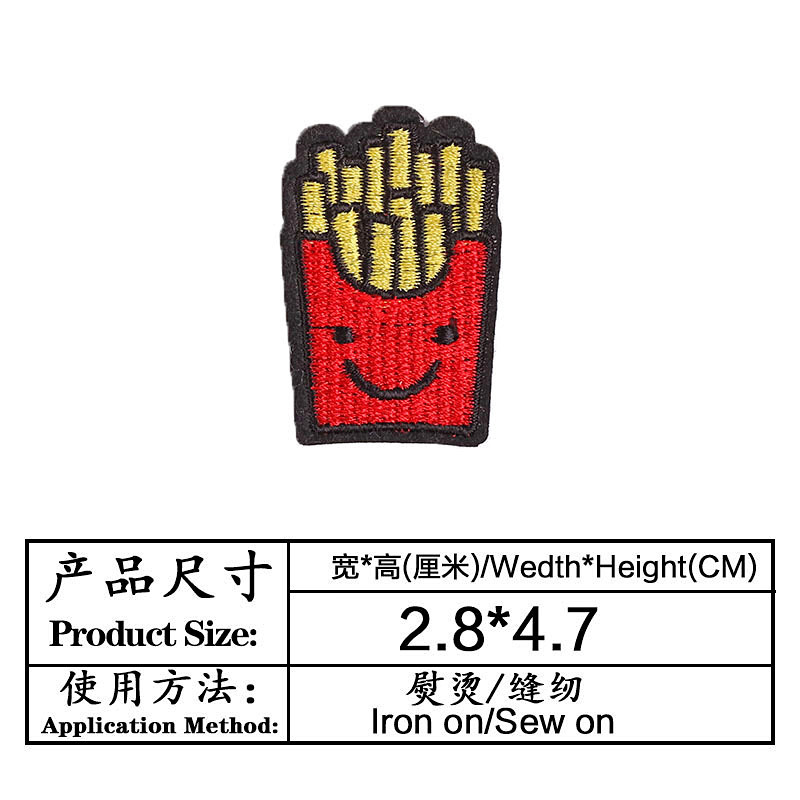 产品尺寸
Product Size:
宽*高(厘米)/Wedth*Height(CM)
2.8*4.7
使用方法:
Application Method:
熨烫/缝纫
Iron on/Sew on